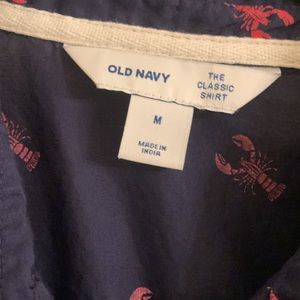 OLD NAVY
THE
CLASSIC
SHIRT
M
MADE IN
INDIA